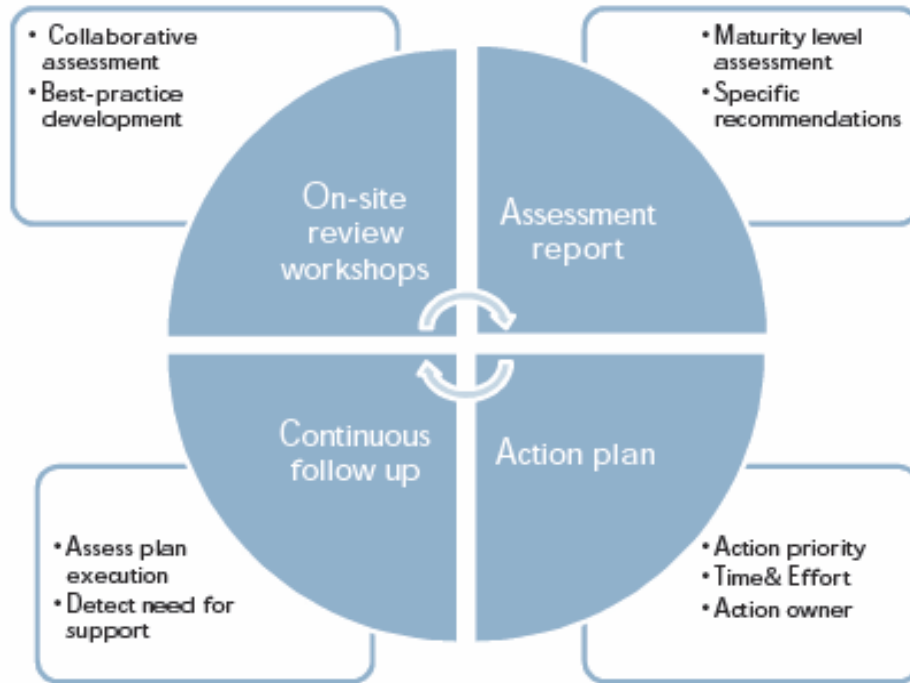 • Collaborative
assessment
• Best-practice
development
• Maturity level
assessment
• Specific
recommendations
On-site
review
workshops
Assessment
report
Continuous
follow up
Action plan
• Assess plan
execution
• Detect need for
support
• Action priority
• Time& Effort
• Action owner